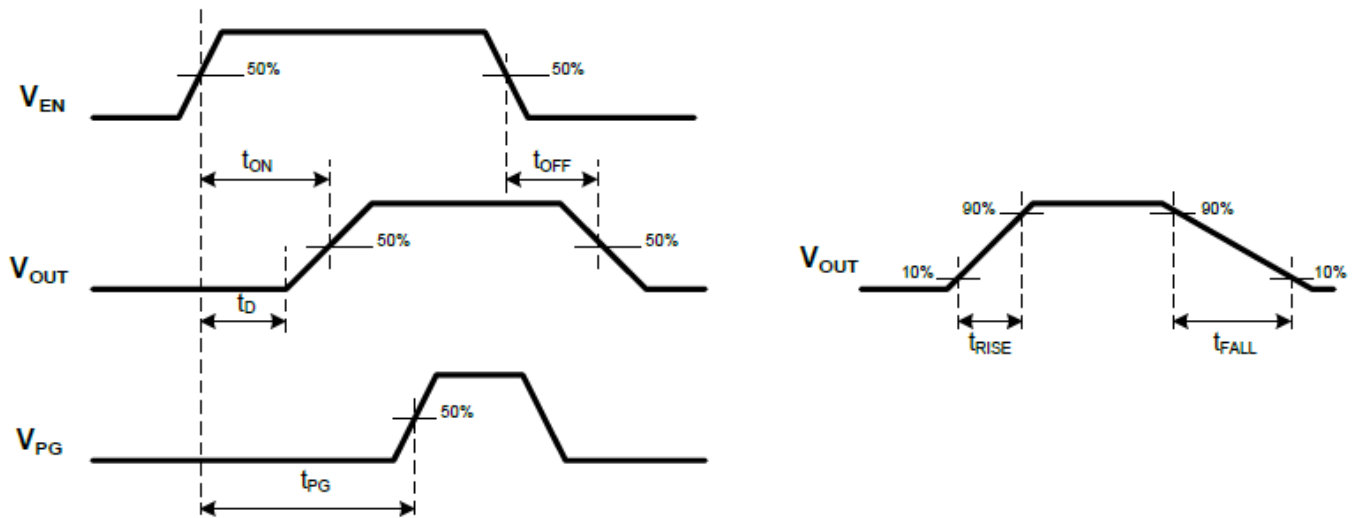 50%
50%
V_EN
t_ON
t_OFF
50%
50%
V_OUT
t_D
50%
V_PG
t_PG
90%
90%
V_OUT
10%
10%
t_RISE
t_FALL